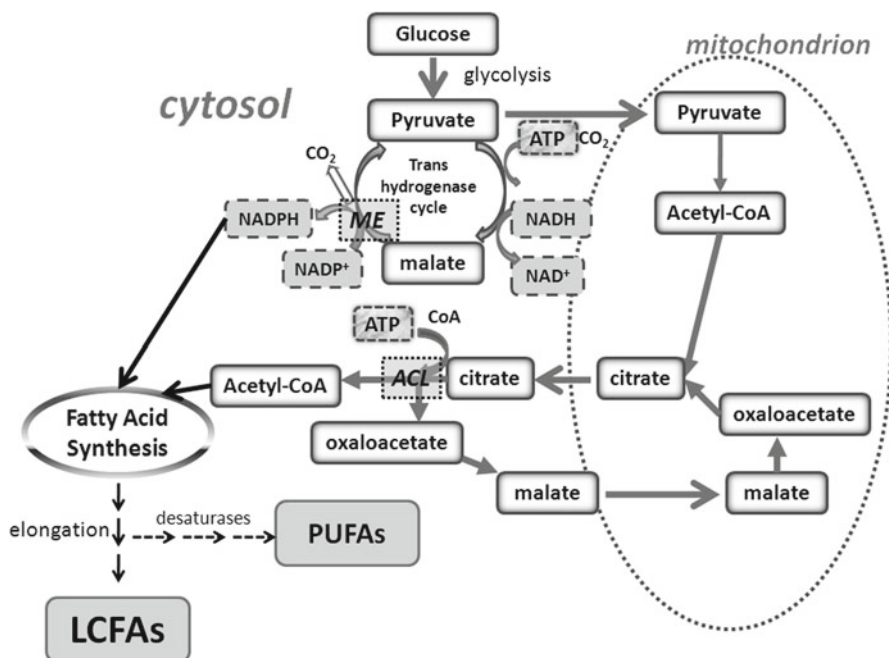 Glucose
mitochondrion
glycolysis
cytosol
Pyruvate
Pyruvate
ATP
CO₂
CO₂
Trans
hydrogenase
cycle
NADPH
ME
NADH
Acetyl-CoA
NADP⁺
malate
NAD⁺
ATP
CoA
Acetyl-CoA
ACL
citrate
citrate
Fatty Acid
Synthesis
oxaloacetate
oxaloacetate
malate
malate
elongation
desaturases
PUFAs
LCFAs